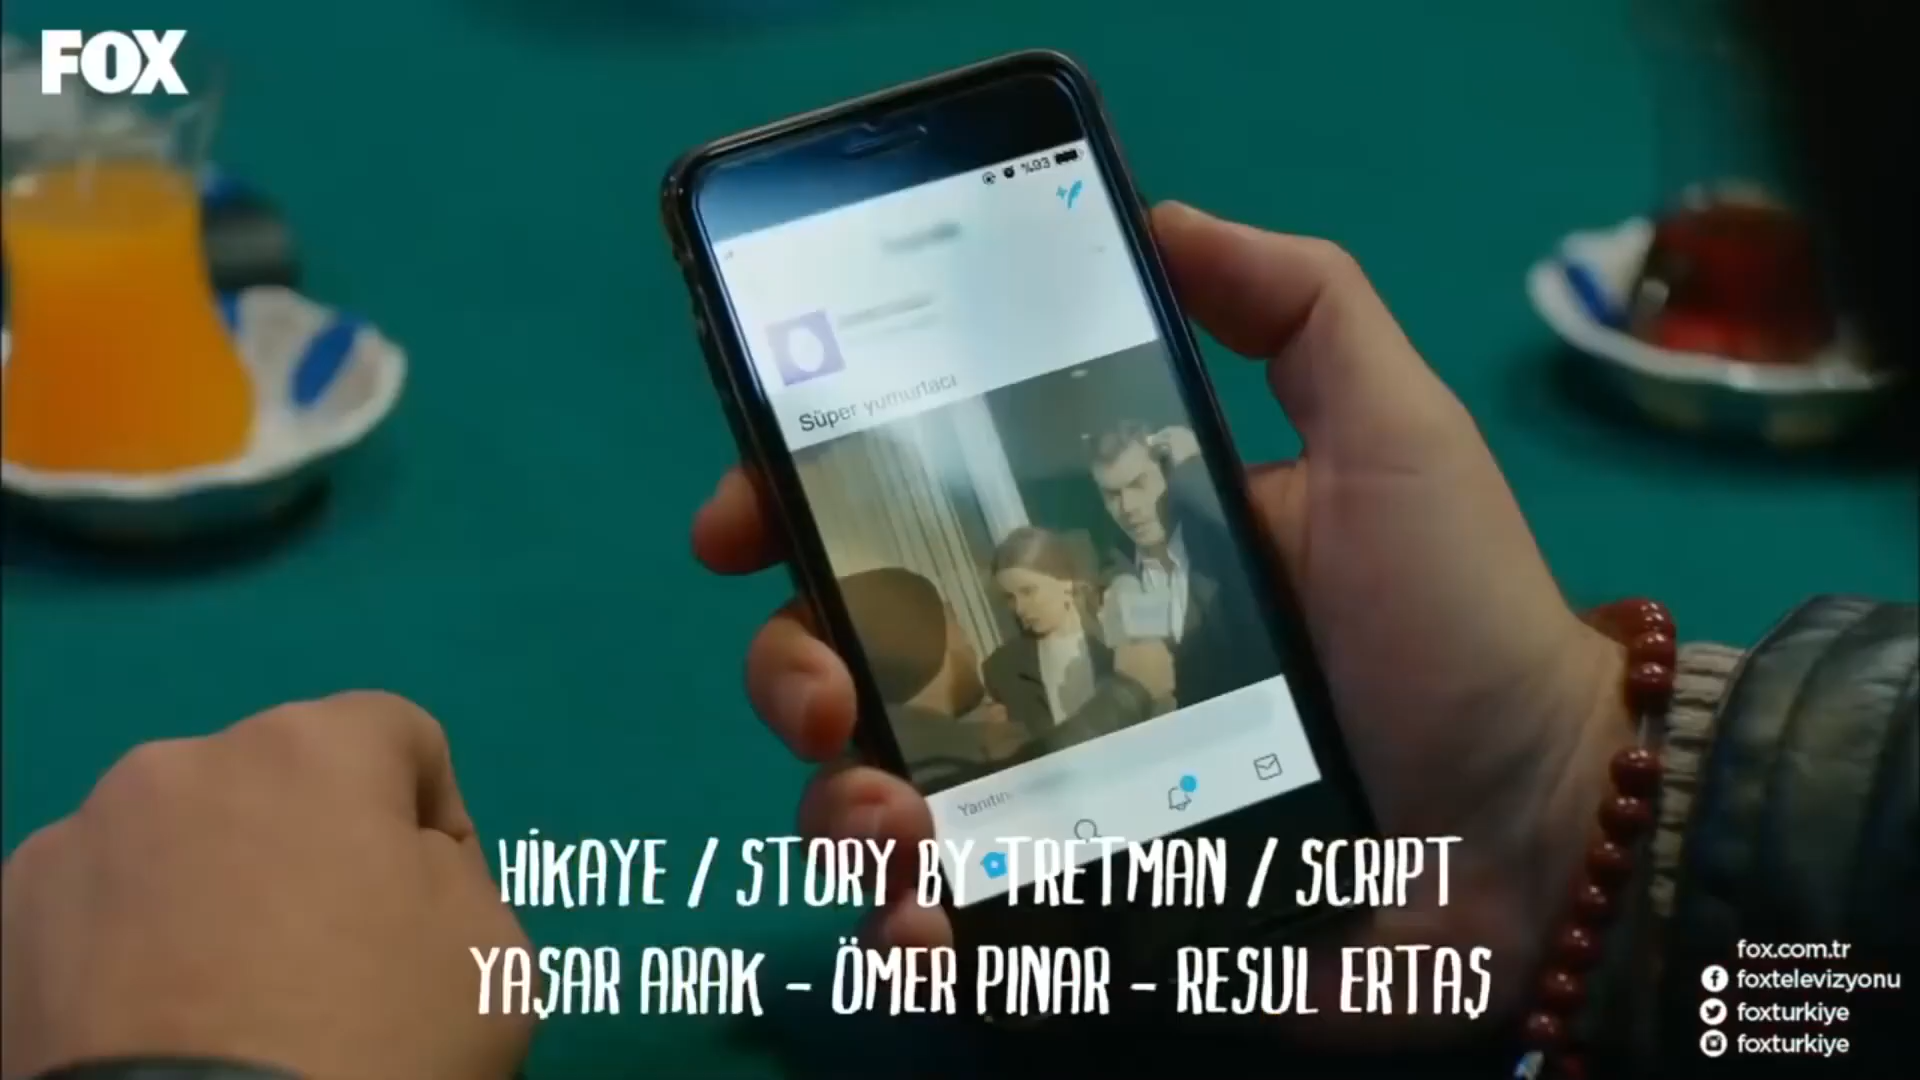 FOX
%93
Süper yumurtacı
HİKAYE / STORY BY TRETMAN / SCRIPT
YAŞAR ARAK - ÖMER PINAR - RESUL ERTAŞ
fox.com.tr
foxtelevizyonu
foxturkiye
foxturkiye